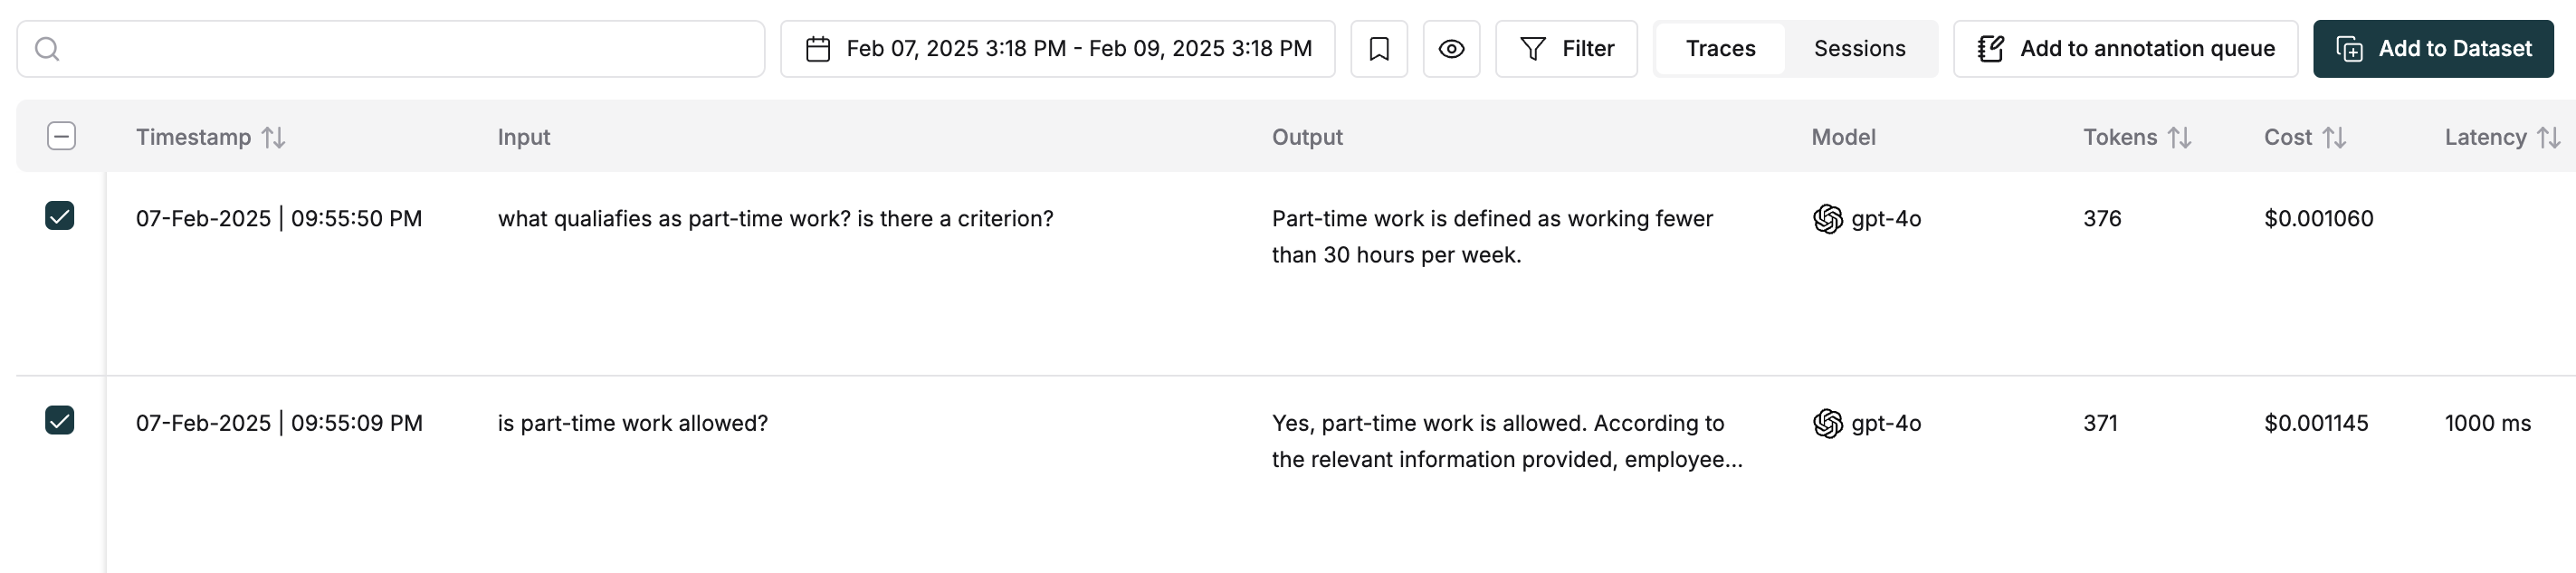 Feb 07, 2025 3:18 PM - Feb 09, 2025 3:18 PM Filter Traces Sessions Add to annotation queue Add to Dataset
Timestamp Input Output Model Tokens Cost Latency
07-Feb-2025 | 09:55:50 PM what qualiafies as part-time work? is there a criterion? Part-time work is defined as working fewer gpt-4o 376 $0.001060
than 30 hours per week.
07-Feb-2025 | 09:55:09 PM is part-time work allowed? Yes, part-time work is allowed. According to gpt-4o 371 $0.001145 1000 ms
the relevant information provided, employee...